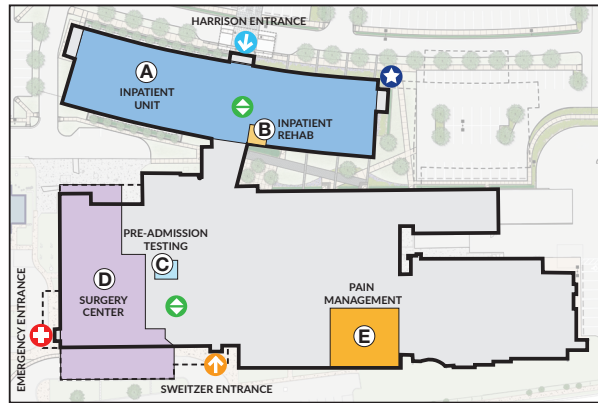 HARRISON ENTRANCE
A
INPATIENT
UNIT
B
INPATIENT
REHAB
PRE-ADMISSION
TESTING
C
D
SURGERY
CENTER
PAIN
MANAGEMENT
E
EMERGENCY ENTRANCE
SWEITZER ENTRANCE